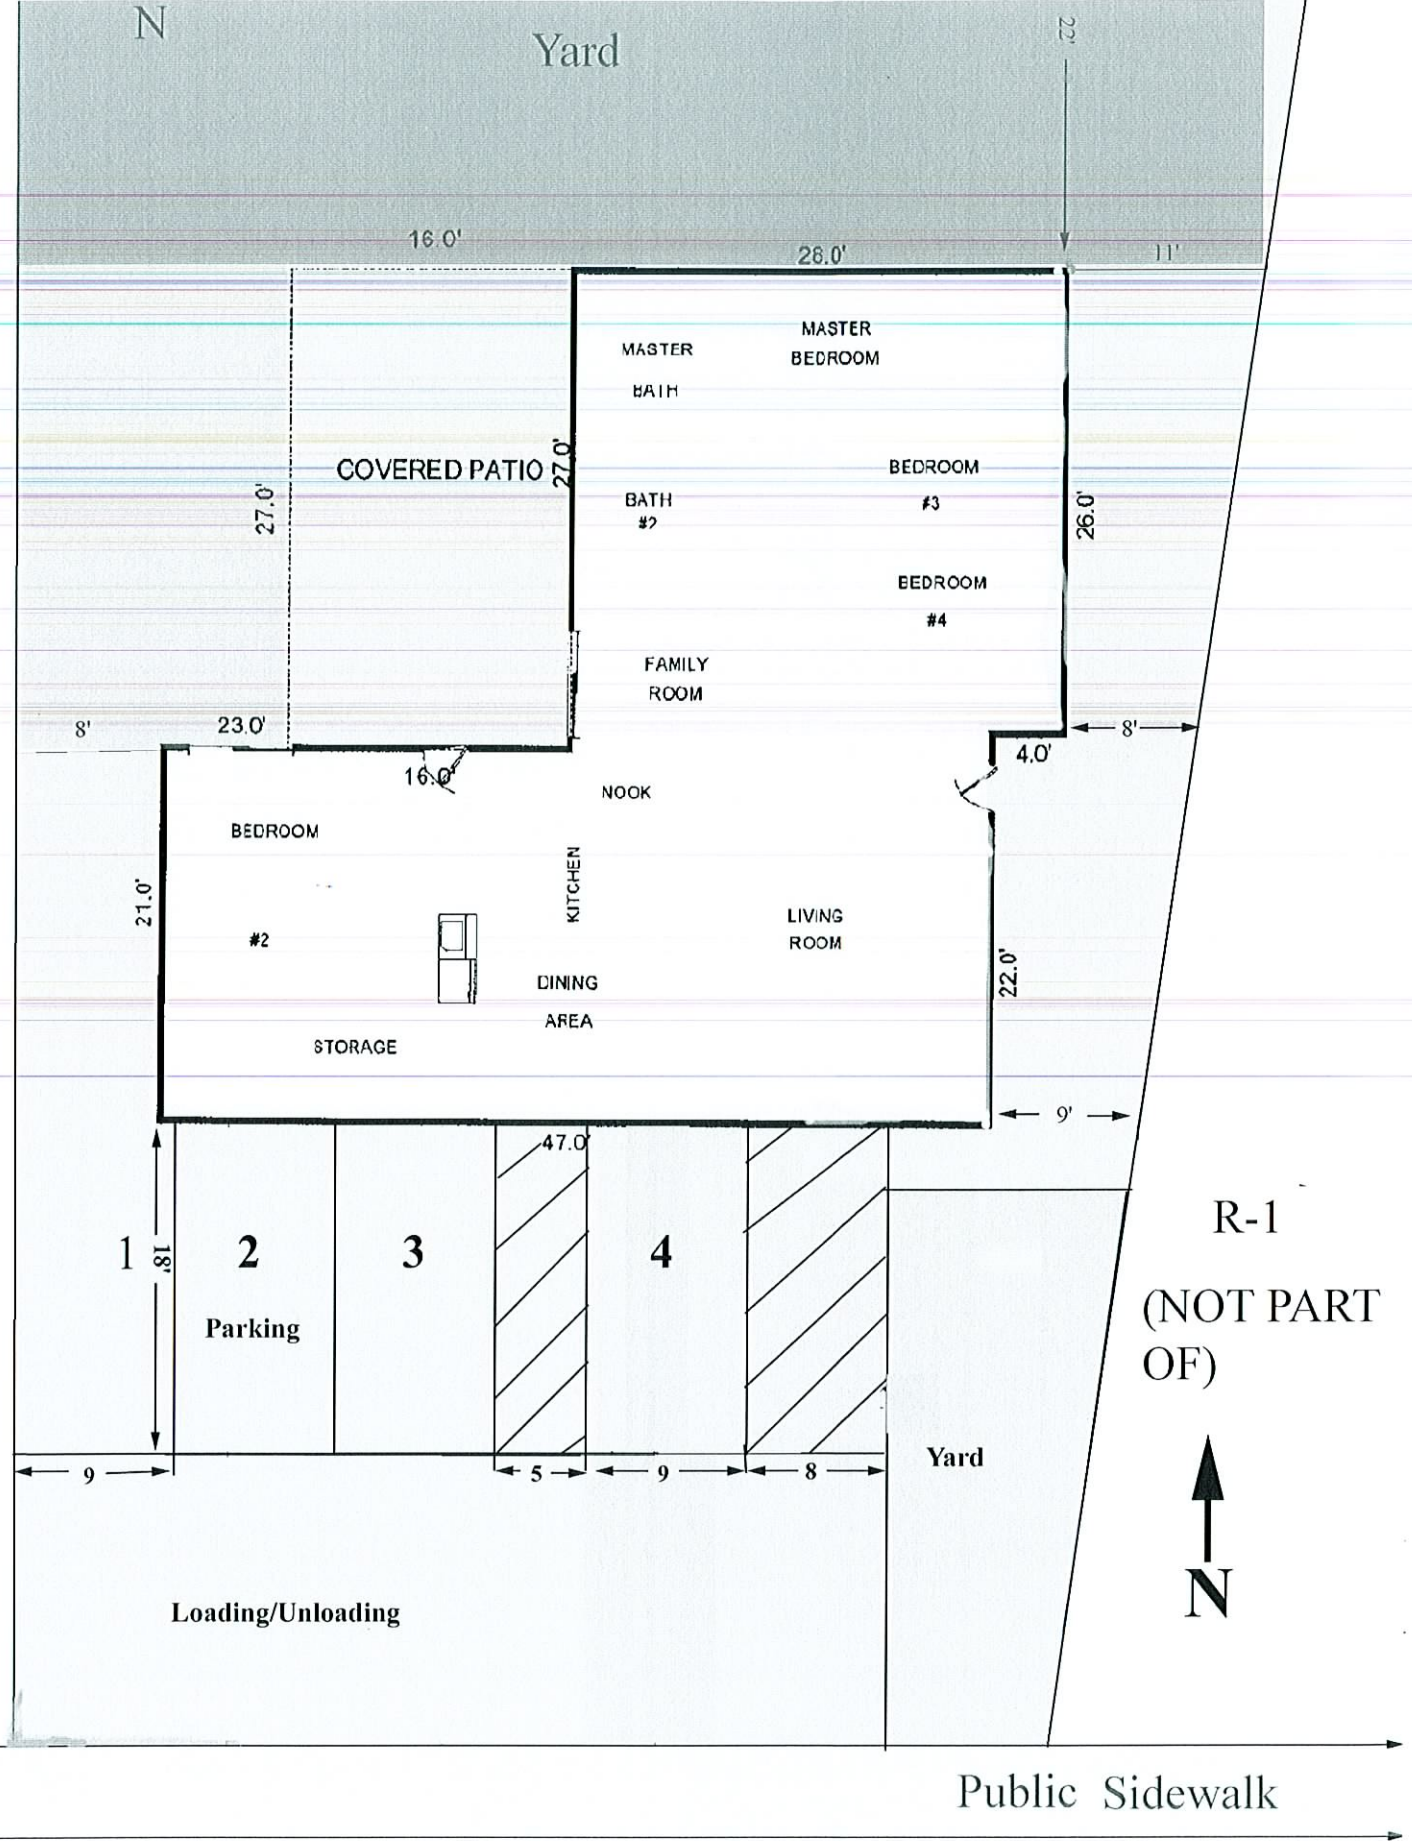 N
Yard
22'
16.0'
28.0'
11'
MASTER
BATH
MASTER
BEDROOM
COVERED PATIO
27.0'
27.0'
BATH
#2
BEDROOM
#3
26.0'
BEDROOM
#4
FAMILY
ROOM
8'
23.0'
8'
4.0'
16.0'
NOOK
BEDROOM
#2
21.0'
KITCHEN
LIVING
ROOM
DINING
AREA
22.0'
STORAGE
9'
47.0'
1
18'
2
3
4
Parking
R-1
(NOT PART
OF)
9
5
9
8
Yard
N
Loading/Unloading
Public Sidewalk